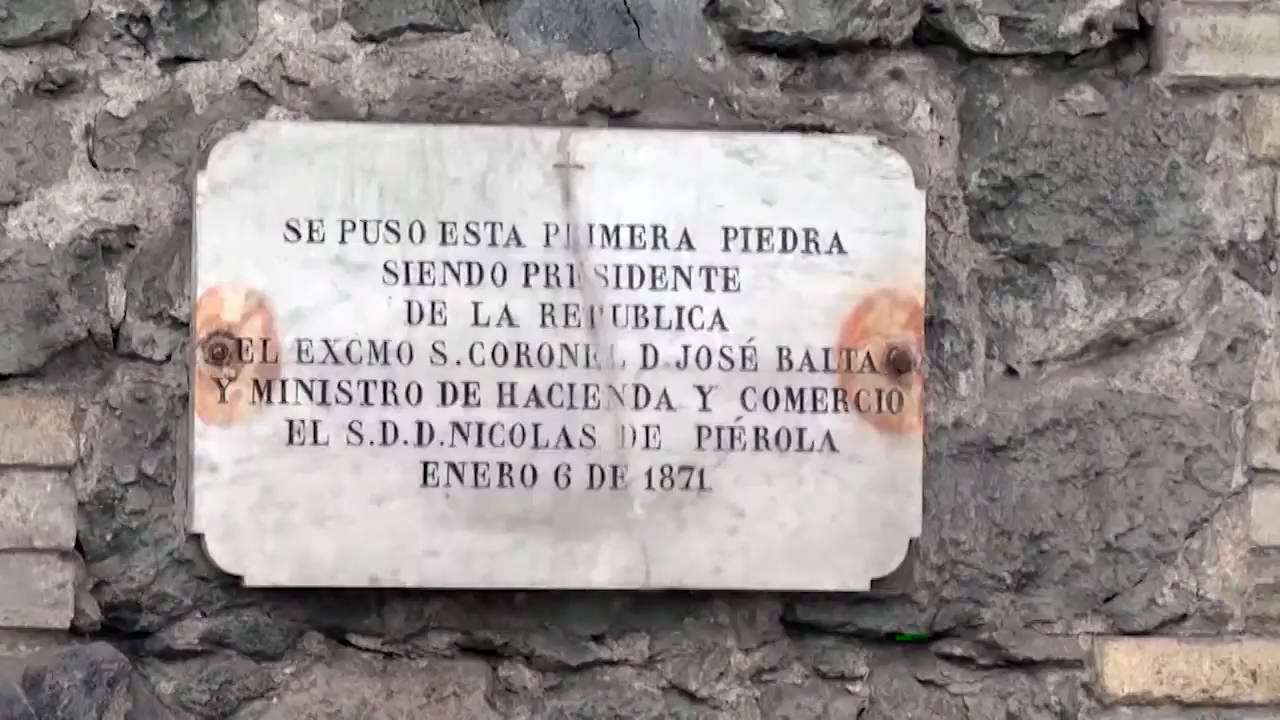 SE PUSO ESTA PRIMERA PIEDRA
SIENDO PRESIDENTE
DE LA REPUBLICA
EL EXCMO S. CORONEL D. JOSÉ BALTA
Y MINISTRO DE HACIENDA Y COMERCIO
EL S.D.D. NICOLAS DE PIÉROLA
ENERO 6 DE 1871